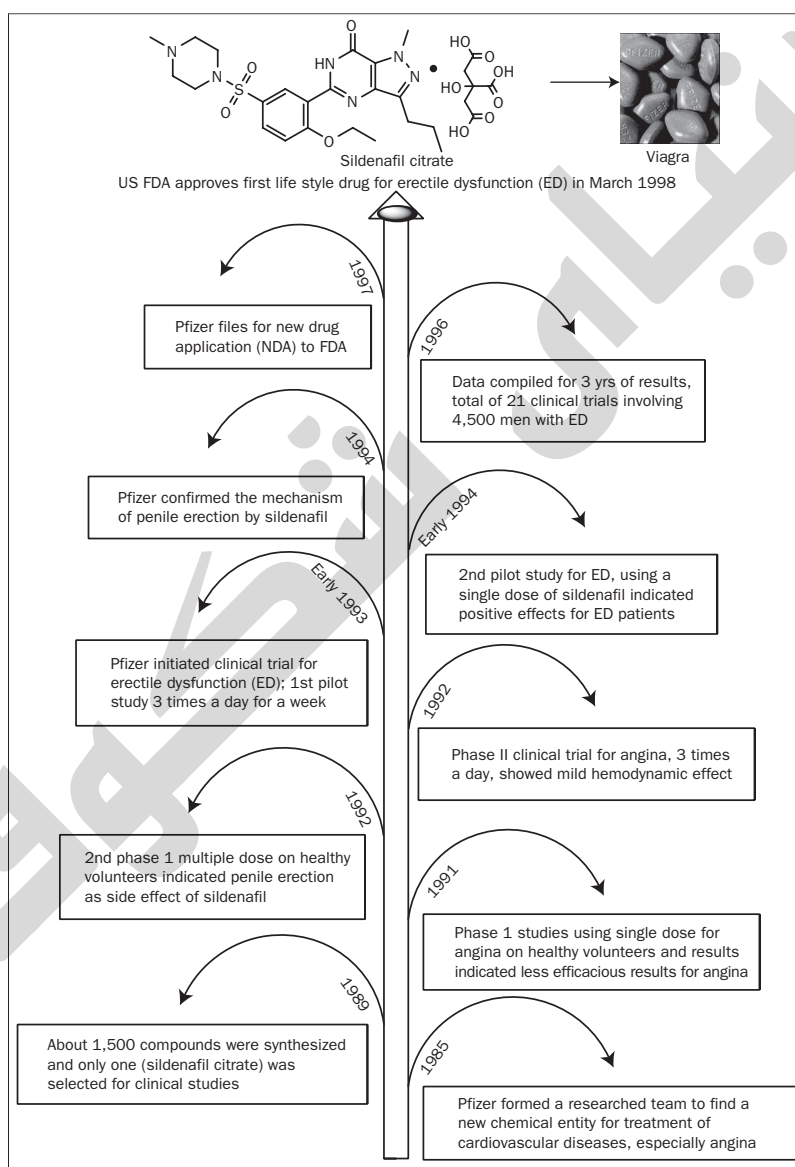 O
N
N
HN
N
N
N
O
S
O
N
O
HO
O
OH
HO
O
O
HO
PFIZER
Sildenafil citrate
Viagra
US FDA approves first life style drug for erectile dysfunction (ED) in March 1998
1997
Pfizer files for new drug
application (NDA) to FDA
1996
Data compiled for 3 yrs of results,
total of 21 clinical trials involving
4,500 men with ED
1994
Pfizer confirmed the mechanism
of penile erection by sildenafil
Early 1994
2nd pilot study for ED, using a
single dose of sildenafil indicated
positive effects for ED patients
Early 1993
Pfizer initiated clinical trial for
erectile dysfunction (ED); 1st pilot
study 3 times a day for a week
1992
Phase II clinical trial for angina, 3 times
a day, showed mild hemodynamic effect
1992
2nd phase 1 multiple dose on healthy
volunteers indicated penile erection
as side effect of sildenafil
1991
Phase 1 studies using single dose for
angina on healthy volunteers and results
indicated less efficacious results for angina
1989
About 1,500 compounds were synthesized
and only one (sildenafil citrate) was
selected for clinical studies
1985
Pfizer formed a researched team to find a
new chemical entity for treatment of
cardiovascular diseases, especially angina